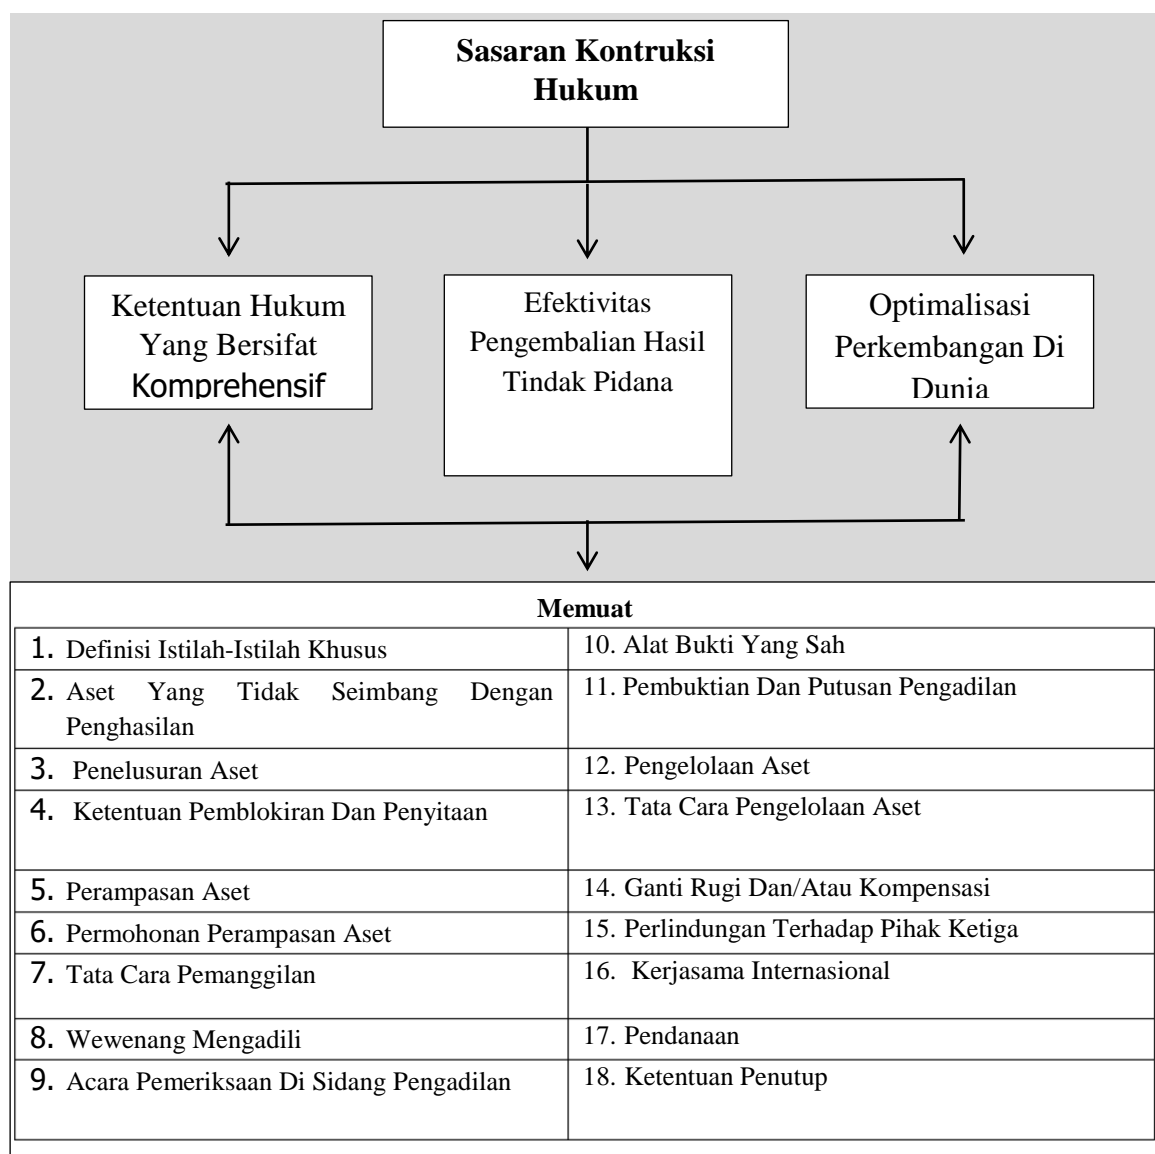 Sasaran Kontruksi
Hukum
Ketentuan Hukum
Yang Bersifat
Komprehensif
Efektivitas
Pengembalian Hasil
Tindak Pidana
Optimalisasi
Perkembangan Di
Dunia
Memuat
1. Definisi Istilah-Istilah Khusus
10. Alat Bukti Yang Sah
2. Aset Yang Tidak Seimbang Dengan
Penghasilan
11. Pembuktian Dan Putusan Pengadilan
3. Penelusuran Aset
12. Pengelolaan Aset
4. Ketentuan Pemblokiran Dan Penyitaan
13. Tata Cara Pengelolaan Aset
5. Perampasan Aset
14. Ganti Rugi Dan/Atau Kompensasi
6. Permohonan Perampasan Aset
15. Perlindungan Terhadap Pihak Ketiga
7. Tata Cara Pemanggilan
16. Kerjasama Internasional
8. Wewenang Mengadili
17. Pendanaan
9. Acara Pemeriksaan Di Sidang Pengadilan
18. Ketentuan Penutup